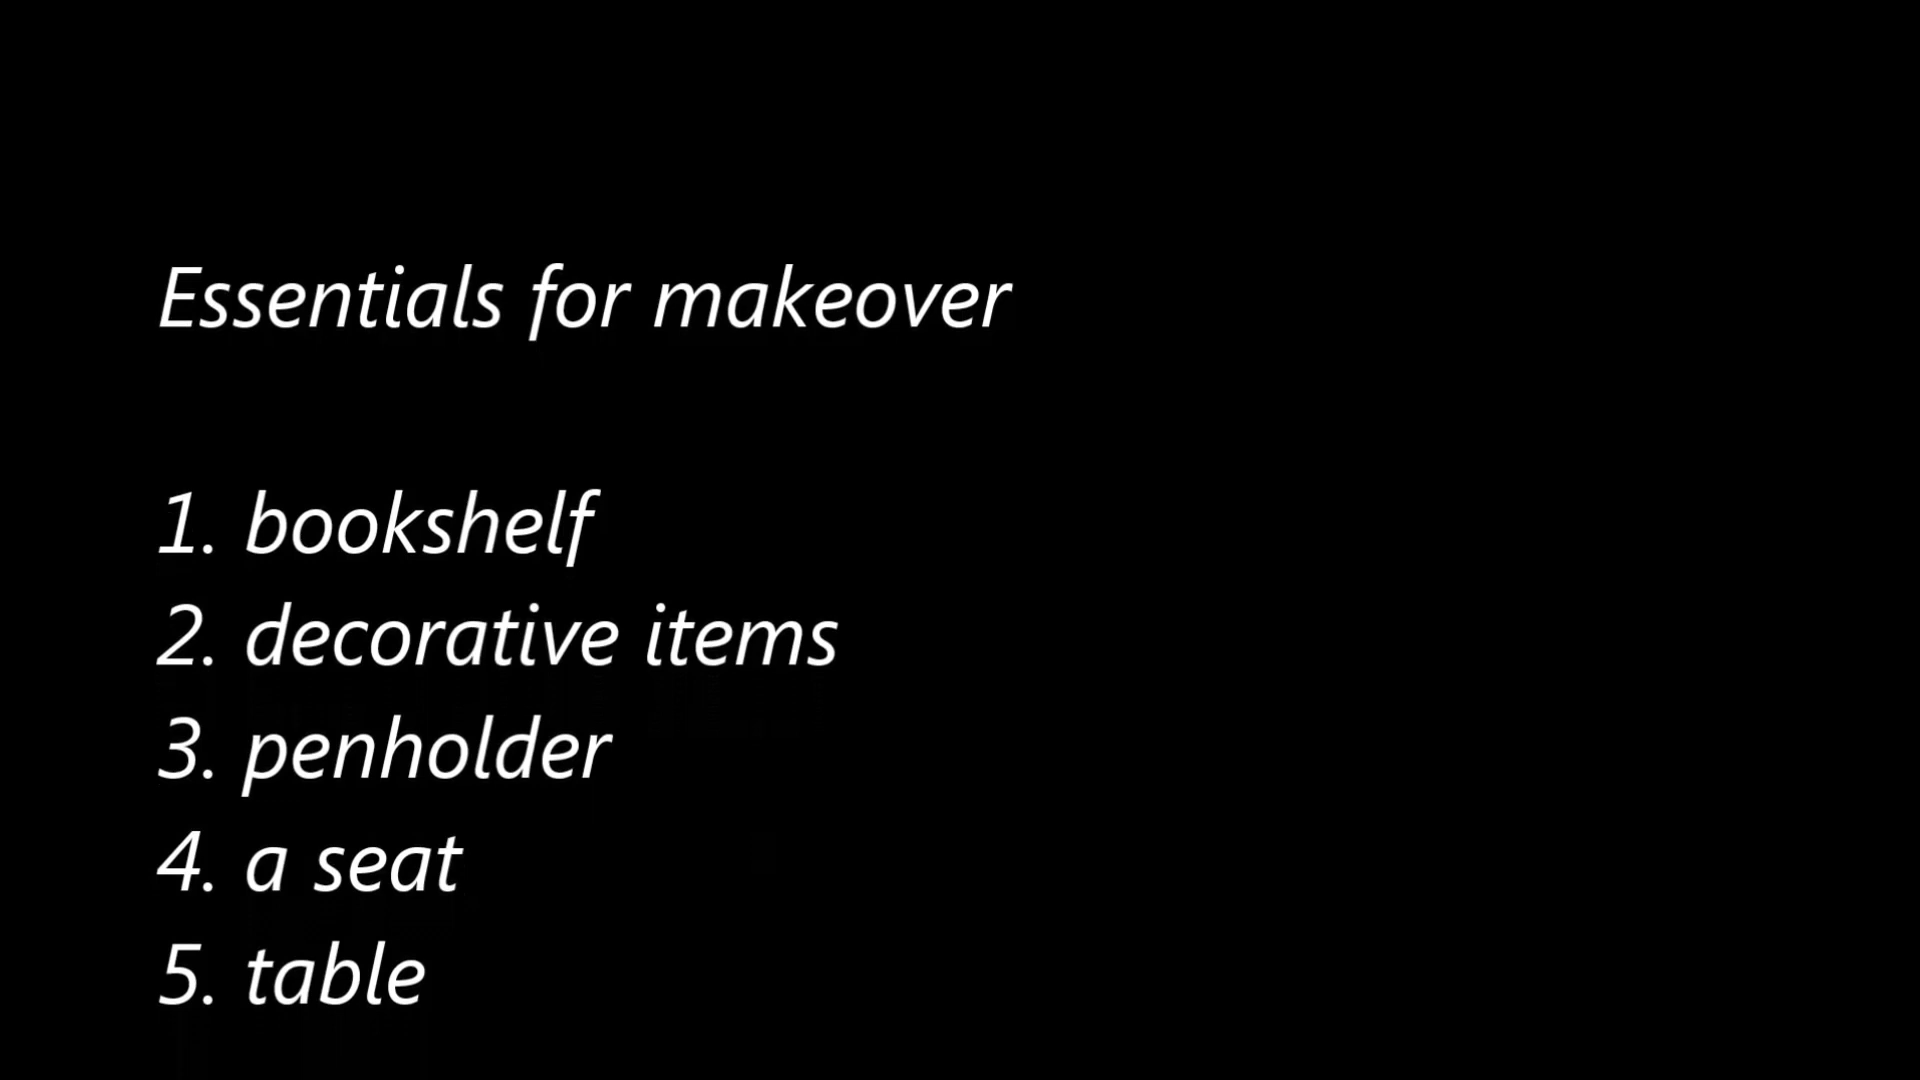 Essentials for makeover
1. bookshelf
2. decorative items
3. penholder
4. a seat
5. table